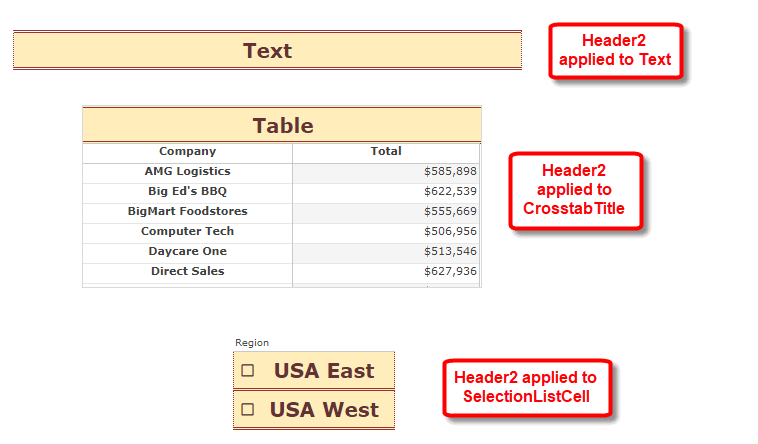 Text
Header2
applied to Text
Table
Company Total
AMG Logistics $585,898
Big Ed's BBQ $622,539
BigMart Foodstores $555,669
Computer Tech $506,956
Daycare One $513,546
Direct Sales $627,936
Header2
applied to
CrosstabTitle
Region
USA East
USA West
Header2 applied to
SelectionListCell